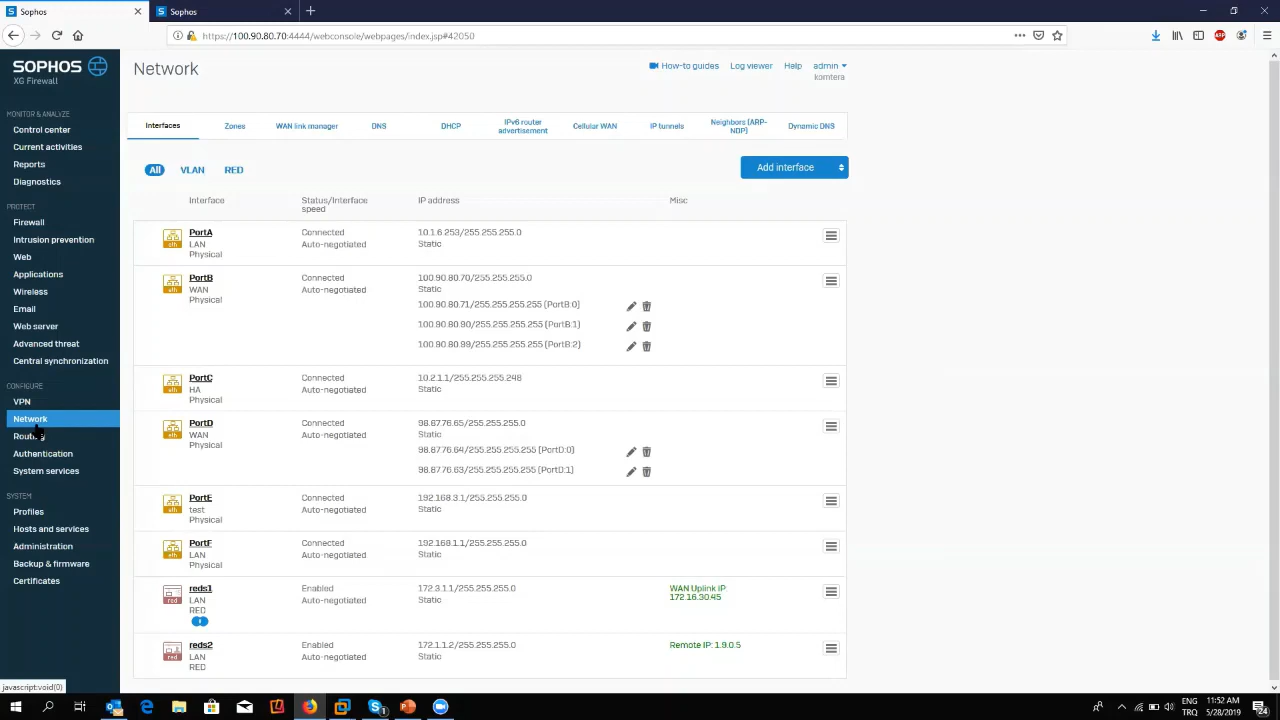 Sophos
Sophos
https://100.90.80.70:4444/webconsole/webpages/index.jsp#42050
ABP
SOPHOS
XG Firewall
Network
How-to guides
Log viewer
Help
admin
komtera
MONITOR & ANALYZE
Control center
Current activities
Reports
Diagnostics
PROTECT
Firewall
Intrusion prevention
Web
Applications
Wireless
Email
Web server
Advanced threat
Central synchronization
CONFIGURE
VPN
Network
Authentication
System services
SYSTEM
Profiles
Hosts and services
Administration
Backup & firmware
Certificates
Interfaces
Zones
WAN link manager
DNS
DHCP
IPv6 router
advertisement
Cellular WAN
IP tunnels
Neighbors (ARP-
NDP)
Dynamic DNS
All
VLAN
RED
Add interface
Interface
Status/Interface
speed
IP address
Misc
eth
PortA
LAN
Physical
Connected
Auto-negotiated
10.1.6.253/255.255.255.0
Static
eth
PortB
WAN
Physical
Connected
Auto-negotiated
100.90.80.70/255.255.255.0
Static
100.90.80.71/255.255.255.255 (PortB:0)
100.90.80.90/255.255.255.255 (PortB:1)
100.90.80.99/255.255.255.255 (PortB:2)
eth
PortC
HA
Physical
Connected
Auto-negotiated
10.2.1.1/255.255.255.248
Static
eth
PortD
WAN
Physical
Connected
Auto-negotiated
98.87.76.65/255.255.255.0
Static
98.87.76.64/255.255.255.255 (PortD:0)
98.87.76.63/255.255.255.255 (PortD:1)
eth
PortE
test
Physical
Connected
Auto-negotiated
192.168.3.1/255.255.255.0
Static
eth
PortF
LAN
Physical
Connected
Auto-negotiated
192.168.1.1/255.255.255.0
Static
red
reds1
LAN
RED
Enabled
Auto-negotiated
172.3.1.1/255.255.255.0
Static
WAN Uplink IP
172.16.30.45
red
reds2
LAN
RED
Enabled
Auto-negotiated
172.1.1.2/255.255.255.0
Static
Remote IP: 1.9.0.5
javascript:void(0)
ENG
TRQ
11:52 AM
5/28/2019
24